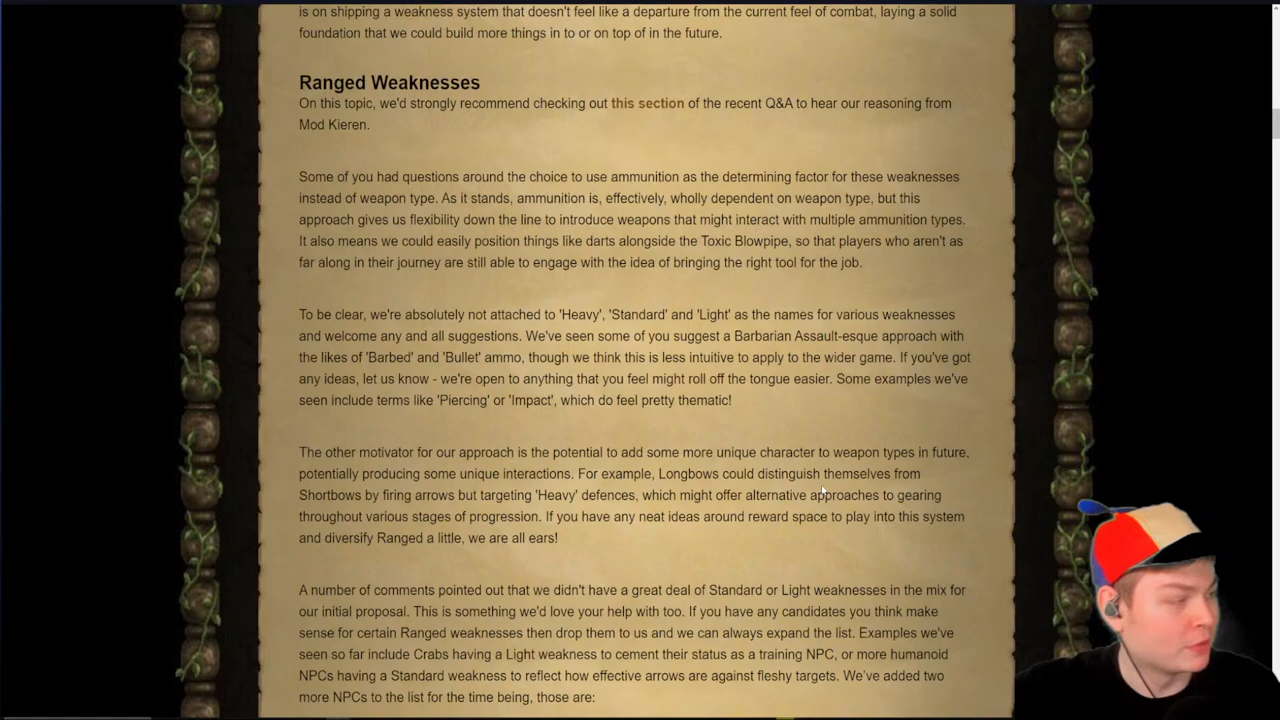 is on shipping a weakness system that doesn't feel like a departure from the current feel of combat, laying a solid
foundation that we could build more things in to or on top of in the future.
Ranged Weaknesses
On this topic, we'd strongly recommend checking out this section of the recent Q&A to hear our reasoning from
Mod Kieren.
Some of you had questions around the choice to use ammunition as the determining factor for these weaknesses
instead of weapon type. As it stands, ammunition is, effectively, wholly dependent on weapon type, but this
approach gives us flexibility down the line to introduce weapons that might interact with multiple ammunition types.
It also means we could easily position things like darts alongside the Toxic Blowpipe, so that players who aren't as
far along in their journey are still able to engage with the idea of bringing the right tool for the job.
To be clear, we're absolutely not attached to 'Heavy', 'Standard' and 'Light' as the names for various weaknesses
and welcome any and all suggestions. We've seen some of you suggest a Barbarian Assault-esque approach with
the likes of 'Barbed' and 'Bullet' ammo, though we think this is less intuitive to apply to the wider game. If you've got
any ideas, let us know - we're open to anything that you feel might roll off the tongue easier. Some examples we've
seen include terms like 'Piercing' or 'Impact', which do feel pretty thematic!
The other motivator for our approach is the potential to add some more unique character to weapon types in future,
potentially producing some unique interactions. For example, Longbows could distinguish themselves from
Shortbows by firing arrows but targeting 'Heavy' defences, which might offer alternative approaches to gearing
throughout various stages of progression. If you have any neat ideas around reward space to play into this system
and diversify Ranged a little, we are all ears!
A number of comments pointed out that we didn't have a great deal of Standard or Light weaknesses in the mix for
our initial proposal. This is something we'd love your help with too. If you have any candidates you think make
sense for certain Ranged weaknesses then drop them to us and we can always expand the list. Examples we've
seen so far include Crabs having a Light weakness to cement their status as a training NPC, or more humanoid
NPCs having a Standard weakness to reflect how effective arrows are against fleshy targets. We've added two
more NPCs to the list for the time being, those are: